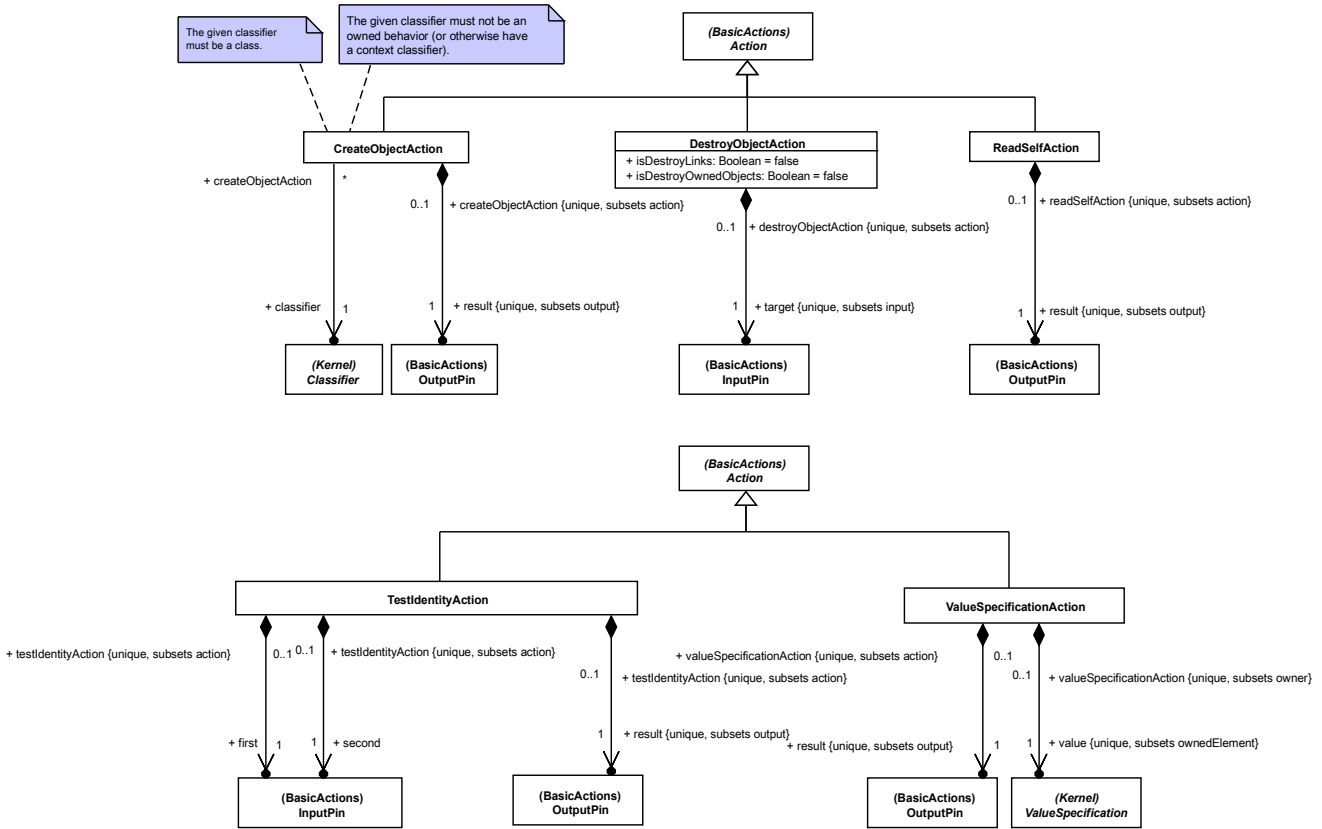 The given classifier
must be a class.
The given classifier must not be an
owned behavior (or otherwise have
a context classifier).
(BasicActions)
Action
CreateObjectAction
DestroyObjectAction
+ isDestroyLinks: Boolean = false
+ isDestroyOwnedObjects: Boolean = false
ReadSelfAction
+ createObjectAction
*
0..1
+ createObjectAction {unique, subsets action}
0..1
+ destroyObjectAction {unique, subsets action}
0..1
+ readSelfAction {unique, subsets action}
+ classifier
1
1
+ result {unique, subsets output}
1
+ target {unique, subsets input}
1
+ result {unique, subsets output}
(Kernel)
Classifier
(BasicActions)
OutputPin
(BasicActions)
InputPin
(BasicActions)
OutputPin
(BasicActions)
Action
TestIdentityAction
ValueSpecificationAction
+ testIdentityAction {unique, subsets action}
0..1
0..1
+ testIdentityAction {unique, subsets action}
0..1
+ testIdentityAction {unique, subsets action}
+ valueSpecificationAction {unique, subsets action}
0..1
0..1
+ valueSpecificationAction {unique, subsets owner}
+ first
1
1
+ second
1
+ result {unique, subsets output}
+ result {unique, subsets output}
1
1
+ value {unique, subsets ownedElement}
(BasicActions)
InputPin
(BasicActions)
OutputPin
(BasicActions)
OutputPin
(Kernel)
ValueSpecification